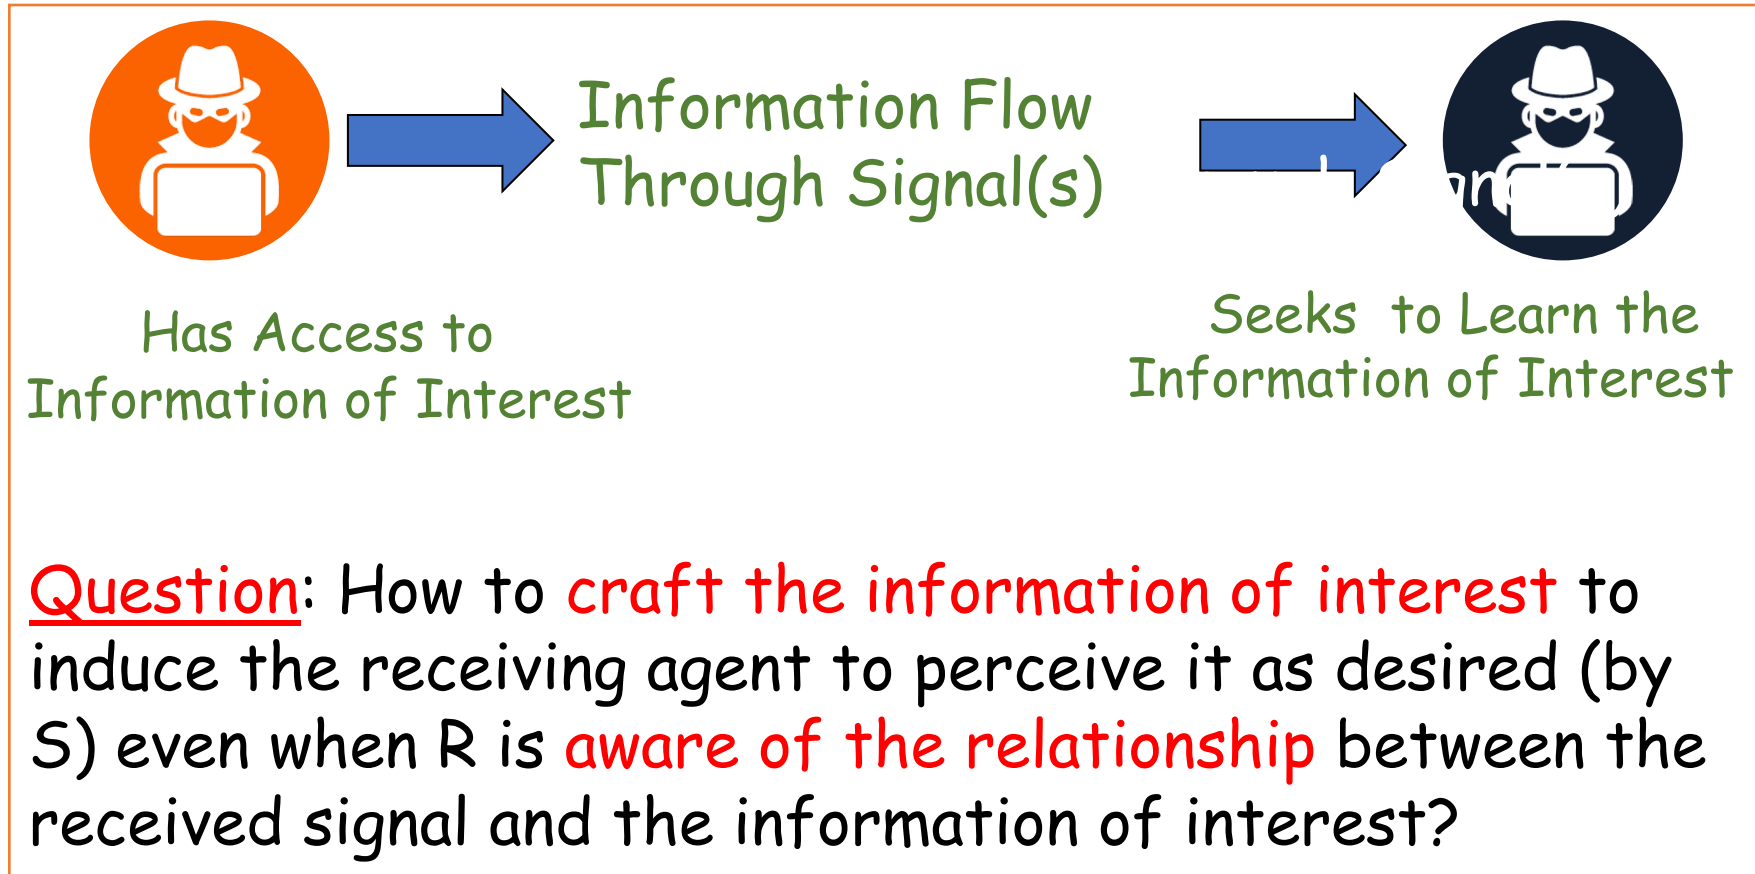 Information Flow
Through Signal(s)
Has Access to
Information of Interest
Seeks to Learn the
Information of Interest
Question: How to craft the information of interest to
induce the receiving agent to perceive it as desired (by
S) even when R is aware of the relationship between the
received signal and the information of interest?